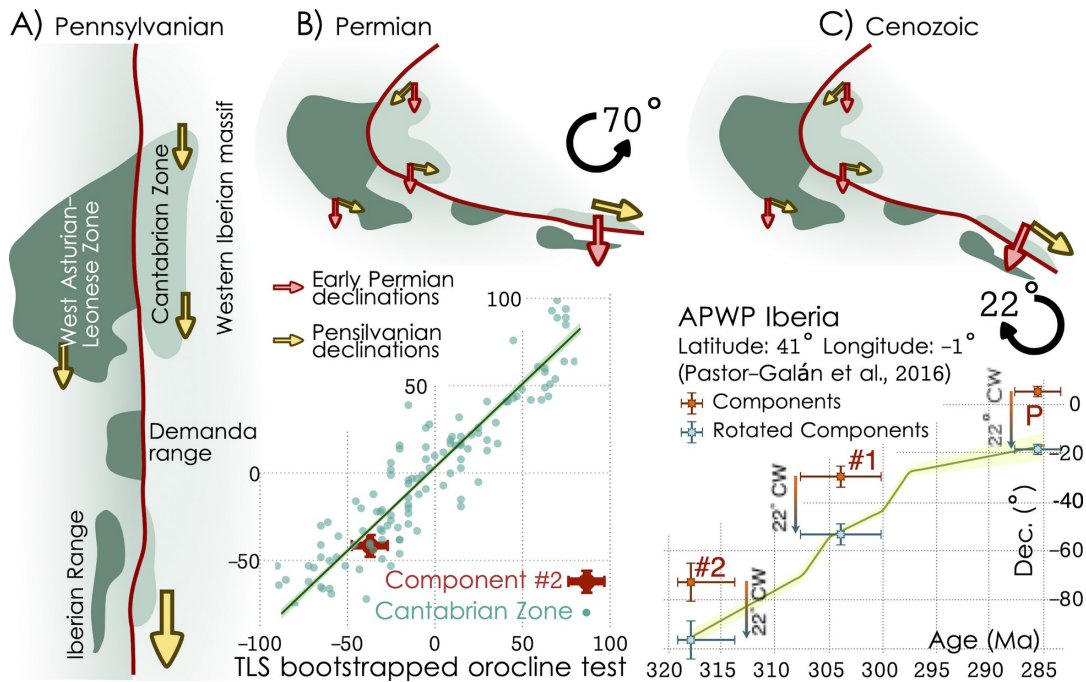 A) Pennsylvanian
B) Permian
C) Cenozoic
West Asturian–
Leonese Zone
Cantabrian Zone
Western Iberian massif
Demanda
range
Iberian Range
70°
Early Permian
declinations
Pensilvanian
declinations
100
50
0
-50
Component #2
Cantabrian Zone
-100
-50
0
50
100
TLS bootstrapped orocline test
22°
APWP Iberia
Latitude: 41° Longitude: -1°
(Pastor-Galán et al., 2016)
Components
Rotated Components
#2
22° CW
#1
22° CW
P
22° CW
0
-20
-40
-60
-80
Dec. (°)
Age (Ma)
320
315
310
305
300
295
290
285